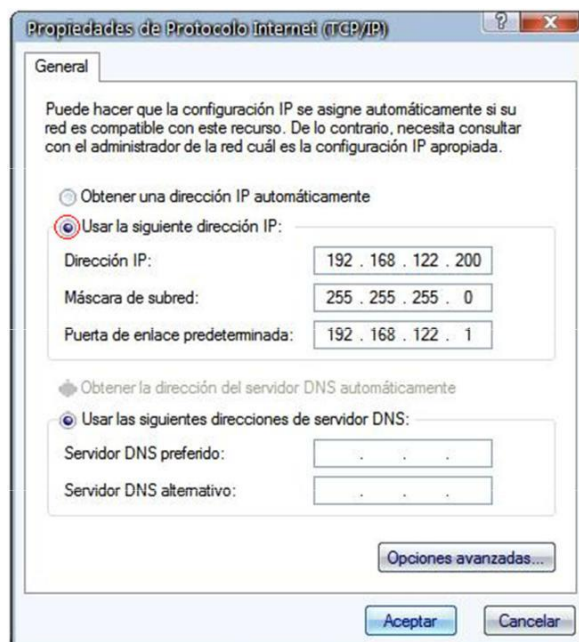 Propiedades de Protocolo Internet (TCP/IP)
General
Puede hacer que la configuración IP se asigne automáticamente si su
red es compatible con este recurso. De lo contrario, necesita consultar
con el administrador de la red cuál es la configuración IP apropiada.
Obtener una dirección IP automáticamente
Usar la siguiente dirección IP:
Dirección IP: 192 . 168 . 122 . 200
Máscara de subred: 255 . 255 . 255 . 0
Puerta de enlace predeterminada: 192 . 168 . 122 . 1
Obtener la dirección del servidor DNS automáticamente
Usar las siguientes direcciones de servidor DNS:
Servidor DNS preferido: . . .
Servidor DNS alternativo: . . .
Opciones avanzadas...
Aceptar Cancelar